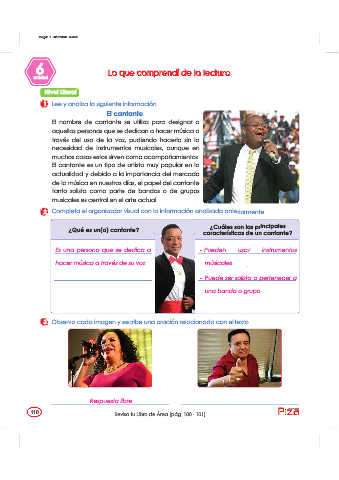 6
Lo que comprendí de la lectura
Nivel Literal
1 Lee y analiza la siguiente información
El cantante
El nombre de cantante se utiliza para designar a
aquellas personas que se dedican a hacer música a
través del uso de la voz, pudiendo hacerlo sin la
necesidad de instrumentos musicales, aunque en
muchos casos estos sirven como acompañamientos
El cantante es un tipo de artista muy popular en la
actualidad y debido a la importancia del mercado
de la música en nuestros días, el papel del cantante
tanto solista como parte de bandas o de grupos
musicales es central en el arte actual
2 Completa el organizador visual con la información analizada anteriormente
¿Qué es un(a) cantante?
¿Cuáles son las principales
características de un cantante?
Es una persona que se dedica a
hacer música a través de su voz
- Pueden usar instrumentos
músicales
- Puede ser solista o pertenecer a
una banda o grupo
3 Observa cada imagen y escribe una oración relacionada con el texto
Respuesta libre
110
Revisa tu Libro de Área (pág. 100 - 101)